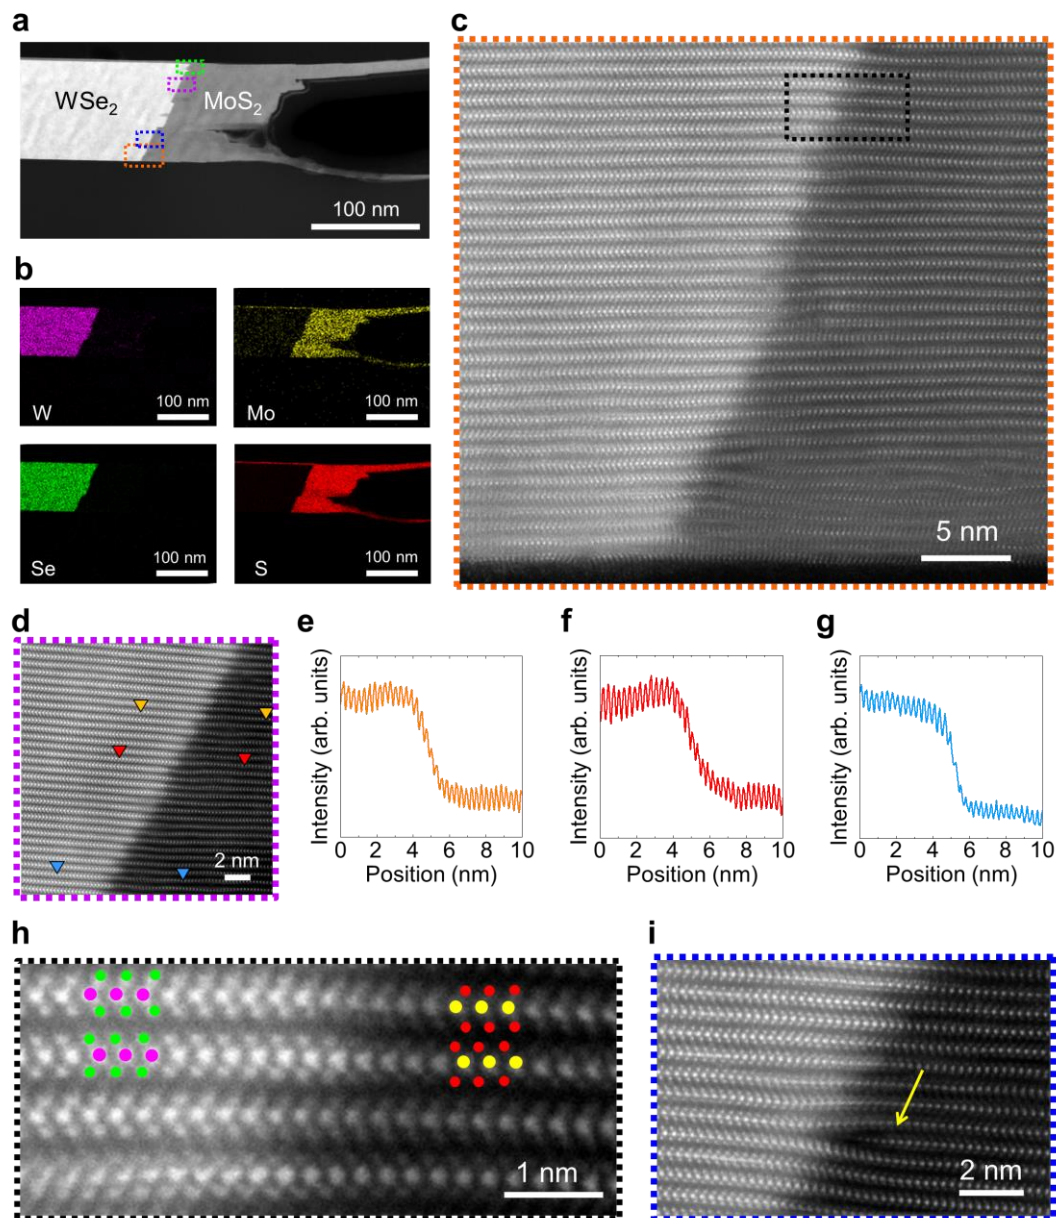 a
WSe2
MoS2
100 nm
b
100 nm
W
100 nm
Mo
100 nm
Se
100 nm
S
c
5 nm
d
2 nm
e
Intensity (arb. units)
0 2 4 6 8 10
Position (nm)
f
Intensity (arb. units)
0 2 4 6 8 10
Position (nm)
g
Intensity (arb. units)
0 2 4 6 8 10
Position (nm)
h
1 nm
i
2 nm